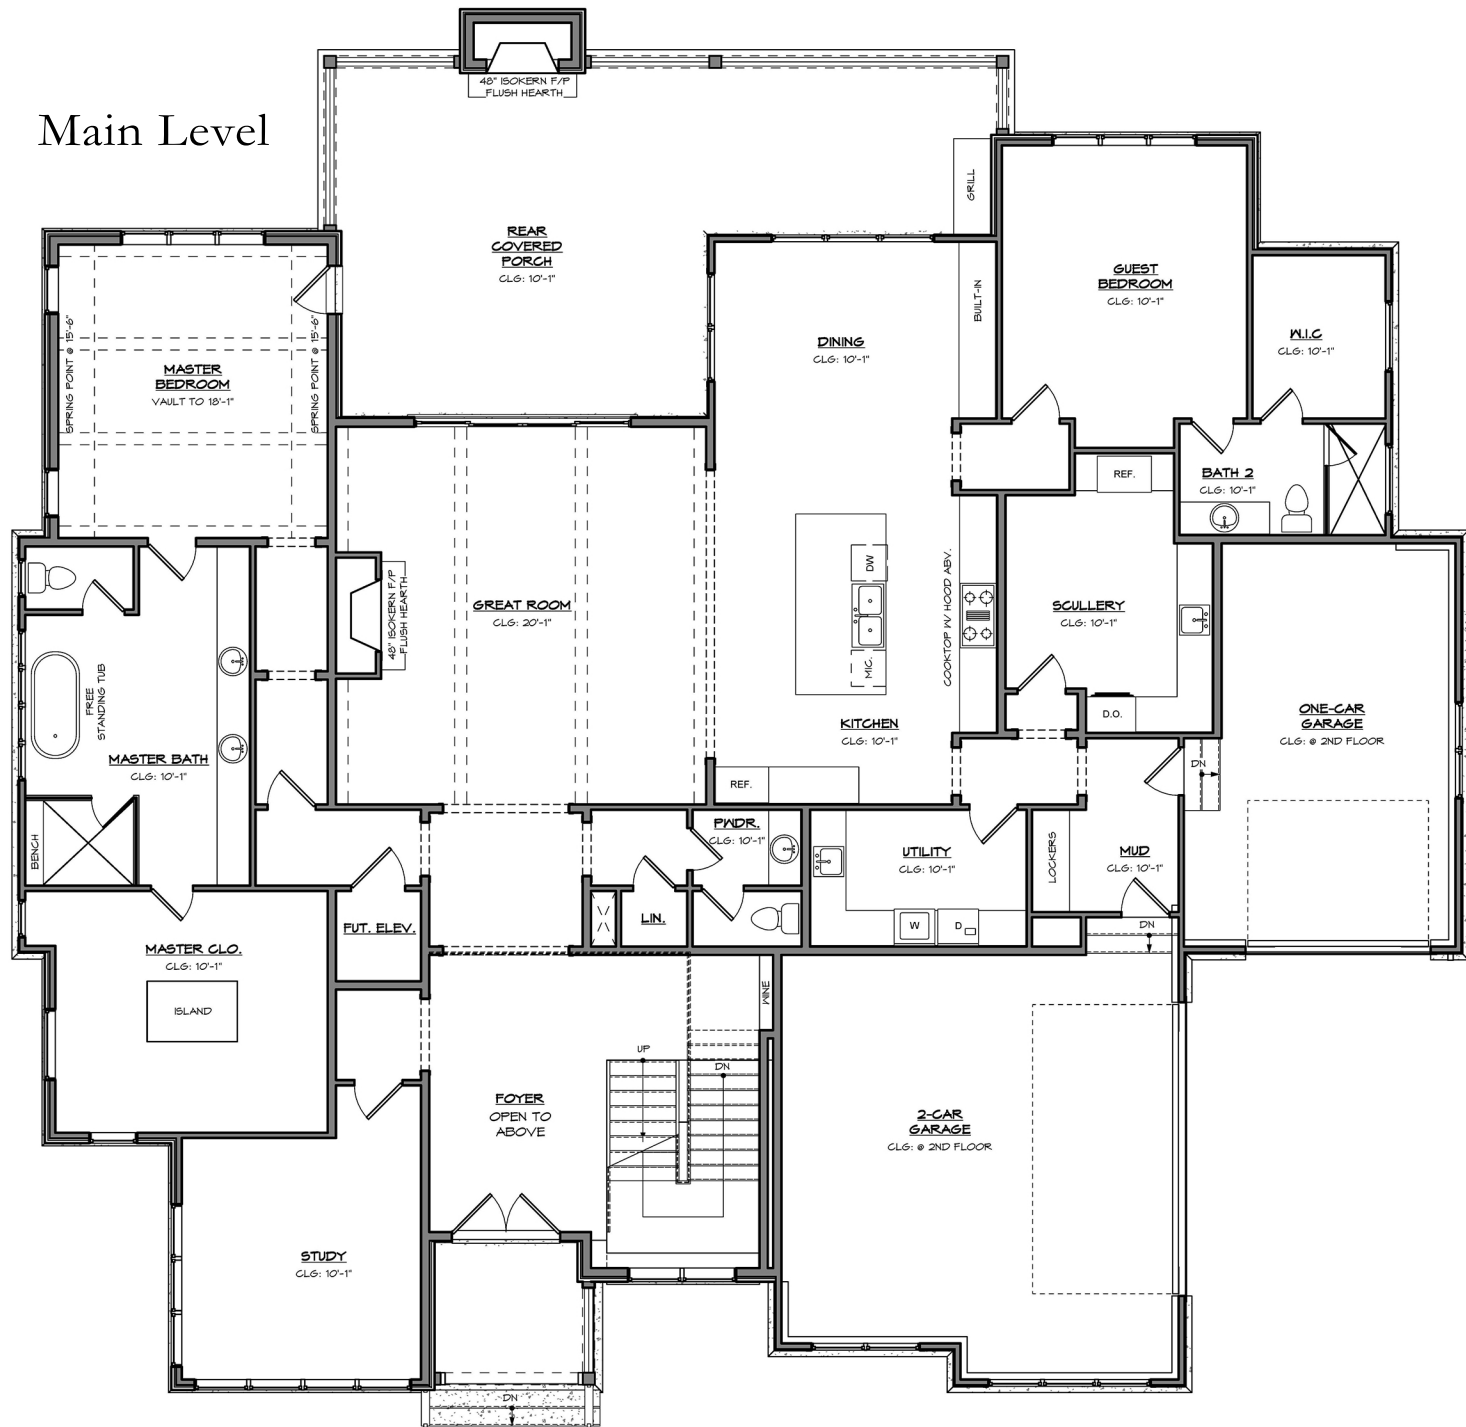 48" ISOKERN F/P
FLUSH HEARTH
Main Level
GRILL
REAR
COVERED
PORCH
CLG: 10'-1"
GUEST
BEDROOM
CLG: 10'-1"
BUILT-IN
W.I.C
CLG: 10'-1"
DINING
CLG: 10'-1"
SPRING POINT @ 15'-6"
SPRING POINT @ 15'-6"
MASTER
BEDROOM
VAULT TO 18'-1"
REF.
BATH 2
CLG: 10'-1"
DW
MIC.
COOKTOP W/ HOOD ABV.
48" ISOKERN F/P
FLUSH HEARTH
GREAT ROOM
CLG: 20'-1"
SCULLERY
CLG: 10'-1"
FREE
STANDING TUB
D.O.
ONE-CAR
GARAGE
CLG: @ 2ND FLOOR
KITCHEN
CLG: 10'-1"
MASTER BATH
CLG: 10'-1"
DN
REF.
PWDR.
CLG: 10'-1"
BENCH
UTILITY
CLG: 10'-1"
LOCKERS
MUD
CLG: 10'-1"
LIN.
FUT. ELEV.
W
D
DN
MASTER CLO.
CLG: 10'-1"
ISLAND
WINE
UP
DN
FOYER
OPEN TO
ABOVE
2-CAR
GARAGE
CLG: @ 2ND FLOOR
STUDY
CLG: 10'-1"
DN